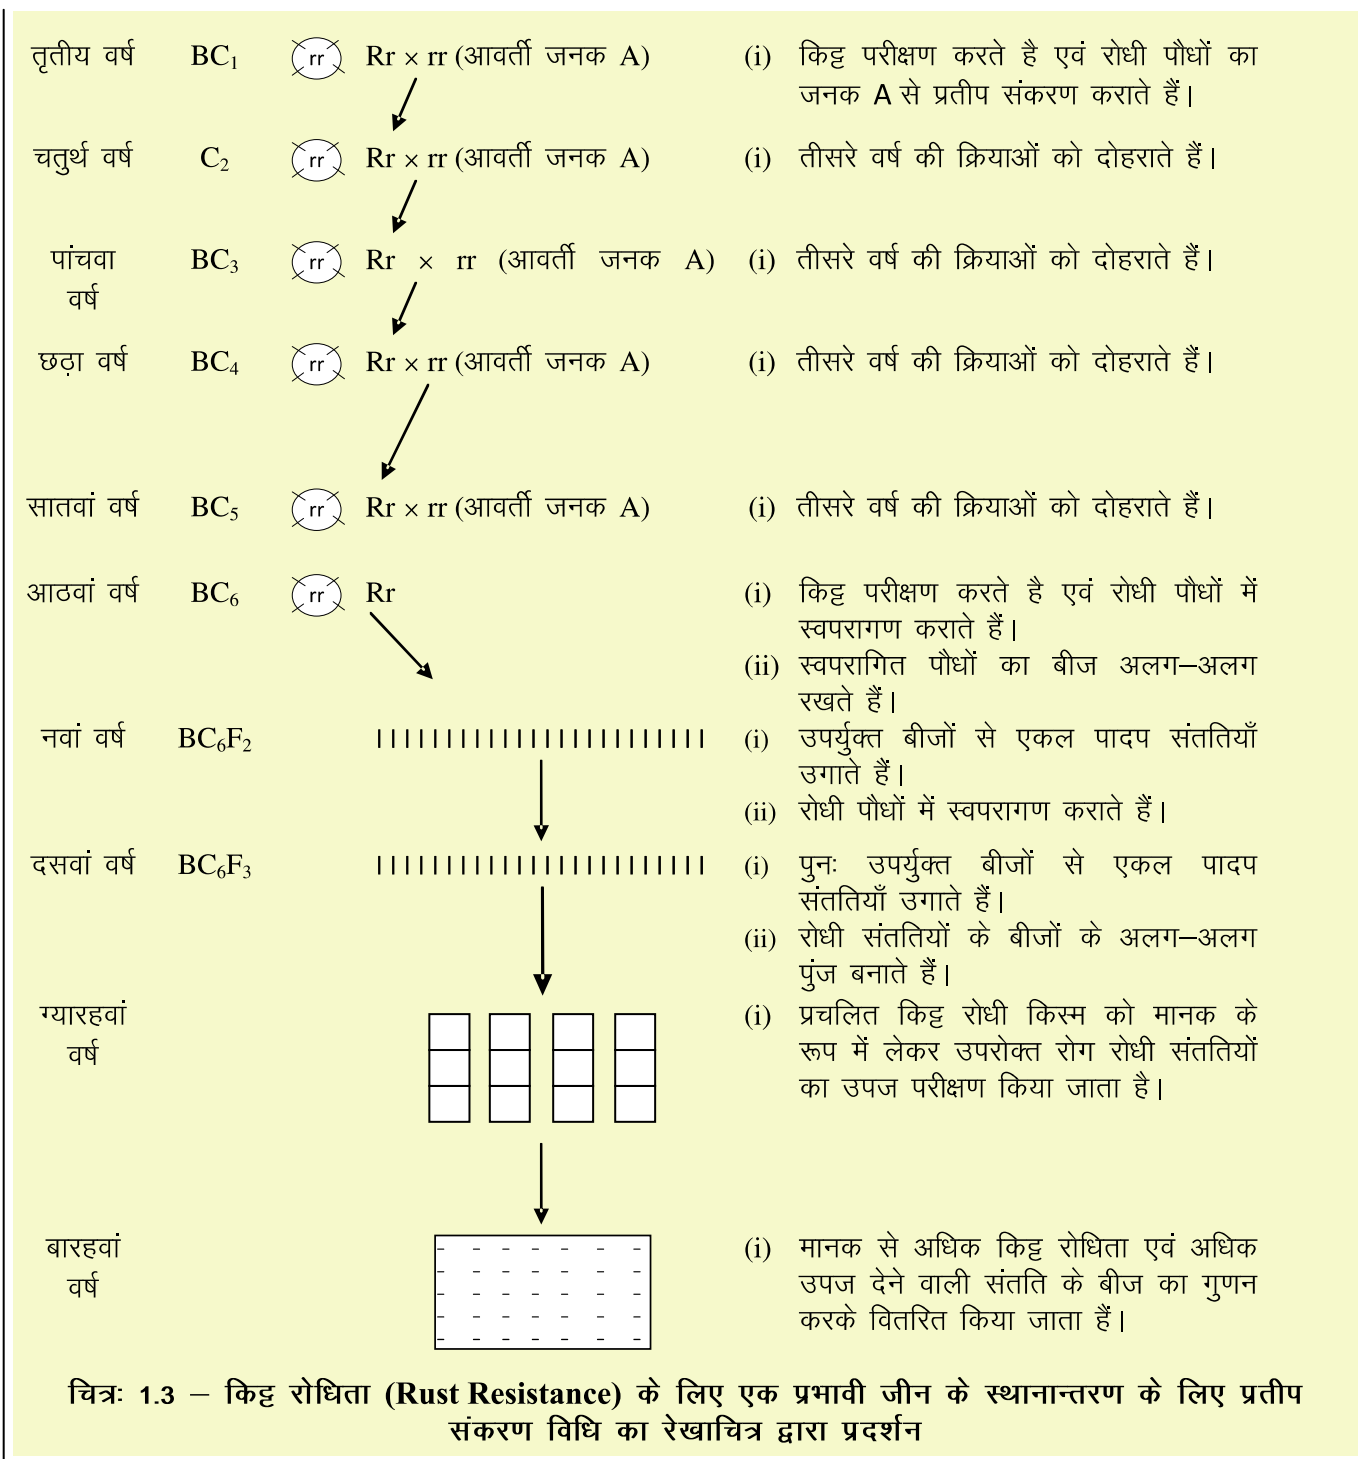 तृतीय वर्ष BC₁ rr Rr × rr (आवर्ती जनक A) (i) किट्ट परीक्षण करते है एवं रोधी पौधों का
जनक A से प्रतीप संकरण कराते हैं।
चतुर्थ वर्ष C₂ rr Rr × rr (आवर्ती जनक A) (i) तीसरे वर्ष की क्रियाओं को दोहराते हैं।
पांचवा BC₃ rr Rr × rr (आवर्ती जनक A) (i) तीसरे वर्ष की क्रियाओं को दोहराते हैं।
वर्ष
छठ़ा वर्ष BC₄ rr Rr × rr (आवर्ती जनक A) (i) तीसरे वर्ष की क्रियाओं को दोहराते हैं।
सातवां वर्ष BC₅ rr Rr × rr (आवर्ती जनक A) (i) तीसरे वर्ष की क्रियाओं को दोहराते हैं।
आठवां वर्ष BC₆ rr Rr (i) किट्ट परीक्षण करते है एवं रोधी पौधों में
स्वपरागण कराते हैं।
(ii) स्वपरागित पौधों का बीज अलग–अलग
रखते हैं।
नवां वर्ष BC₆F₂ (i) उपर्युक्त बीजों से एकल पादप संततियाँ
उगाते हैं।
(ii) रोधी पौधों में स्वपरागण कराते हैं।
दसवां वर्ष BC₆F₃ (i) पुनः उपर्युक्त बीजों से एकल पादप
संततियाँ उगाते हैं।
(ii) रोधी संततियों के बीजों के अलग–अलग
पुंज बनाते हैं।
ग्यारहवां (i) प्रचलित किट्ट रोधी किस्म को मानक के
वर्ष रूप में लेकर उपरोक्त रोग रोधी संततियों
का उपज परीक्षण किया जाता है।
बारहवां (i) मानक से अधिक किट्ट रोधिता एवं अधिक
वर्ष उपज देने वाली संतति के बीज का गुणन
करके वितरित किया जाता हैं।
चित्रः 1.3 – किट्ट रोधिता (Rust Resistance) के लिए एक प्रभावी जीन के स्थानान्तरण के लिए प्रतीप
संकरण विधि का रेखाचित्र द्वारा प्रदर्शन